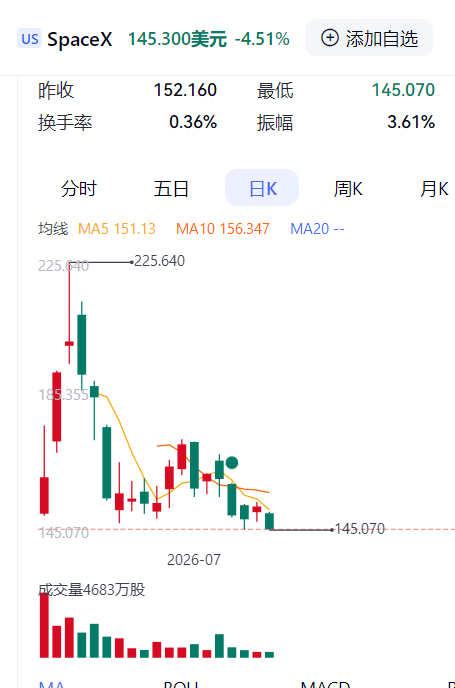 US SpaceX 145.300美元 -4.51% 添加自选
昨收 152.160 最低 145.070
换手率 0.36% 振幅 3.61%
分时 五日 日K 周K 月K
均线 MA5 151.13 MA10 156.347 MA20 --
225.640 225.640
185.355
145.070 145.070
2026-07
成交量4683万股
MA BOLL MACD